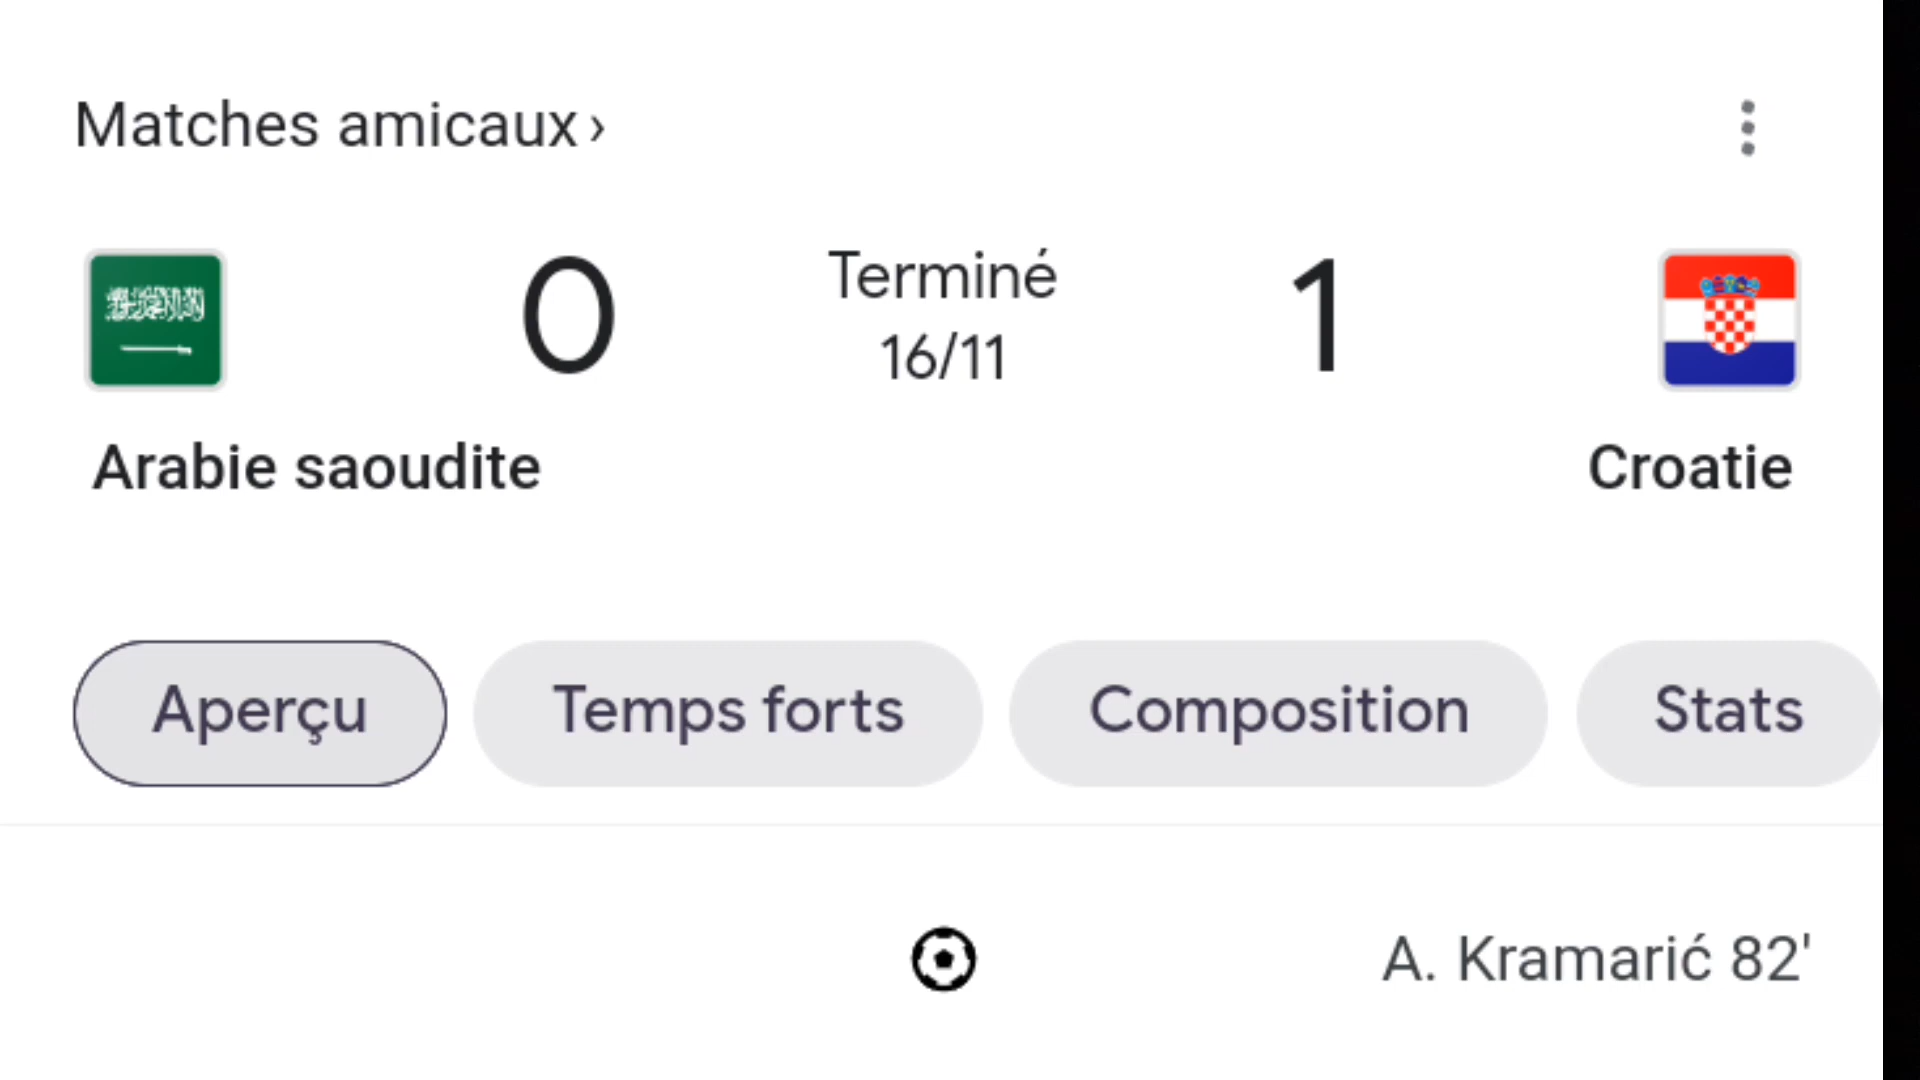 Matches amicaux ›
0 Terminé 1
16/11
Arabie saoudite Croatie
Aperçu Temps forts Composition Stats
A. Kramarić 82'